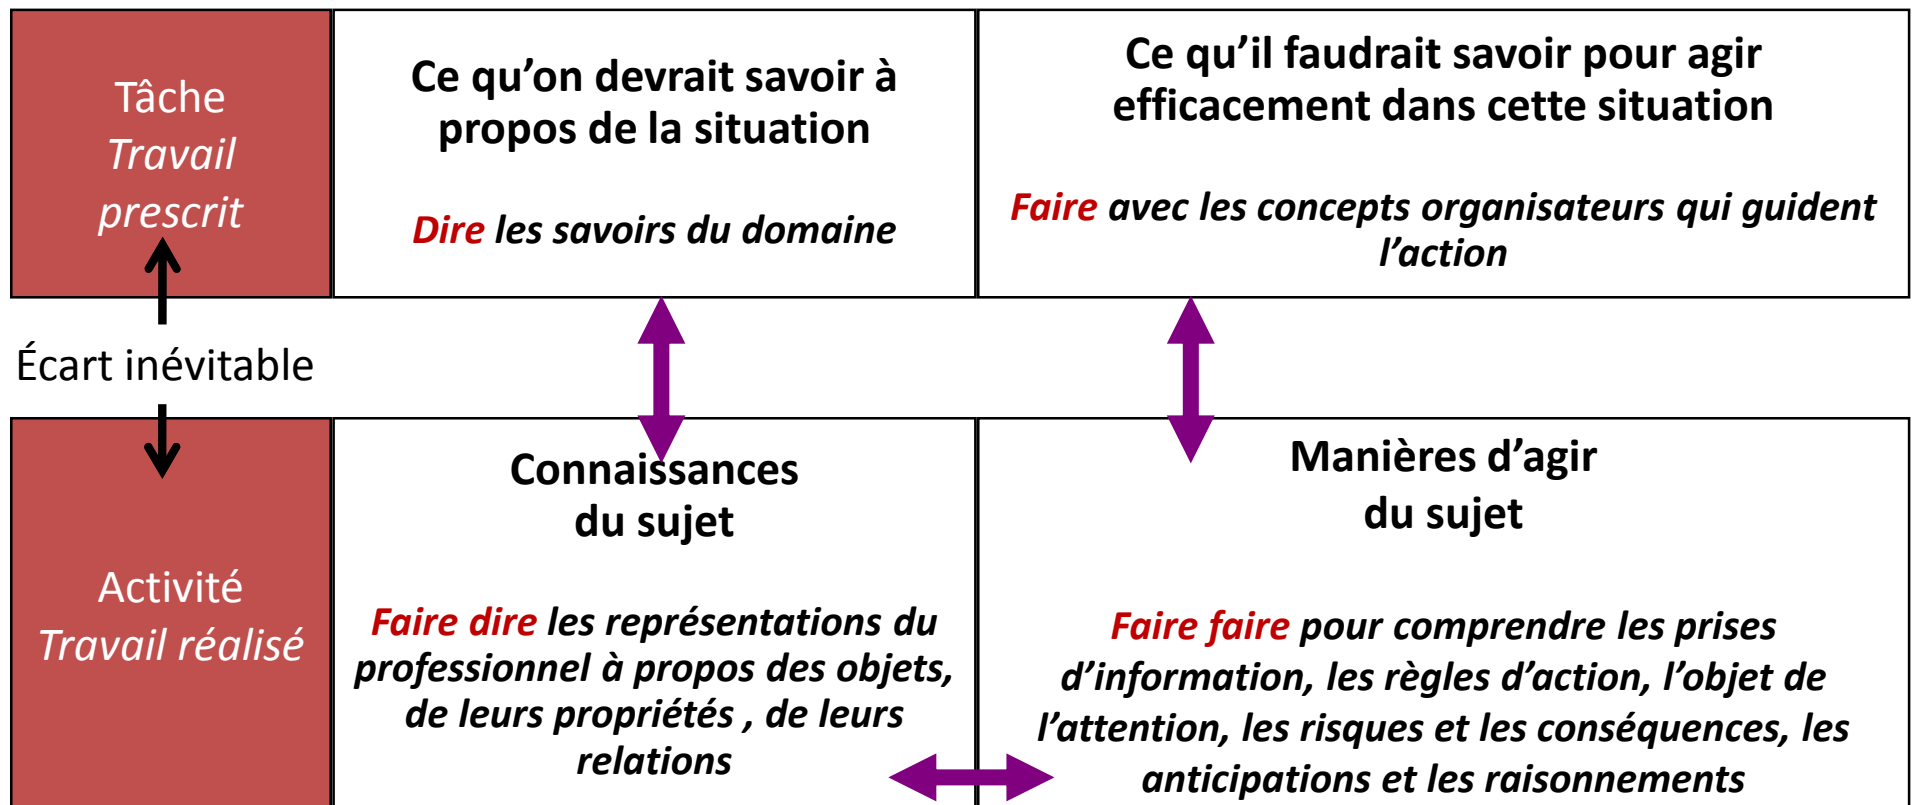 Tâche
Travail
prescrit
Ce qu’on devrait savoir à
propos de la situation
Dire les savoirs du domaine
Ce qu’il faudrait savoir pour agir
efficacement dans cette situation
Faire avec les concepts organisateurs qui guident
l’action
Écart inévitable
Activité
Travail réalisé
Connaissances
du sujet
Faire dire les représentations du
professionnel à propos des objets,
de leurs propriétés , de leurs
relations
Manières d’agir
du sujet
Faire faire pour comprendre les prises
d’information, les règles d’action, l’objet de
l’attention, les risques et les conséquences, les
anticipations et les raisonnements